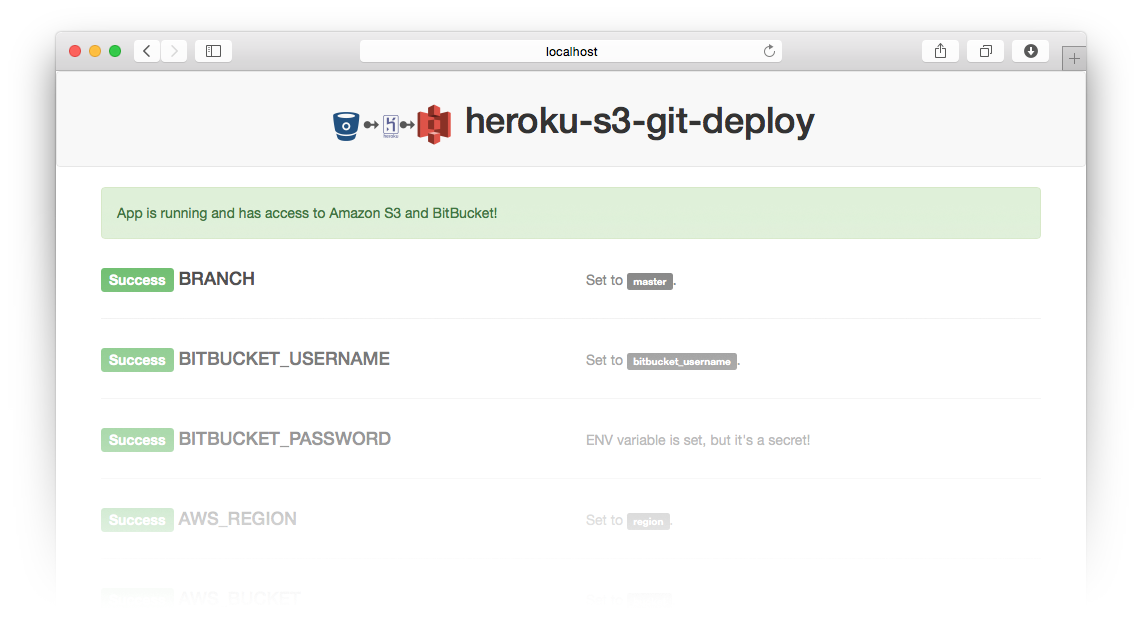 localhost
heroku
heroku-s3-git-deploy
App is running and has access to Amazon S3 and BitBucket!
Success BRANCH Set to master.
Success BITBUCKET_USERNAME Set to bitbucket_username.
Success BITBUCKET_PASSWORD ENV variable is set, but it's a secret!
Success AWS_REGION Set to region.
AWS_BUCKET